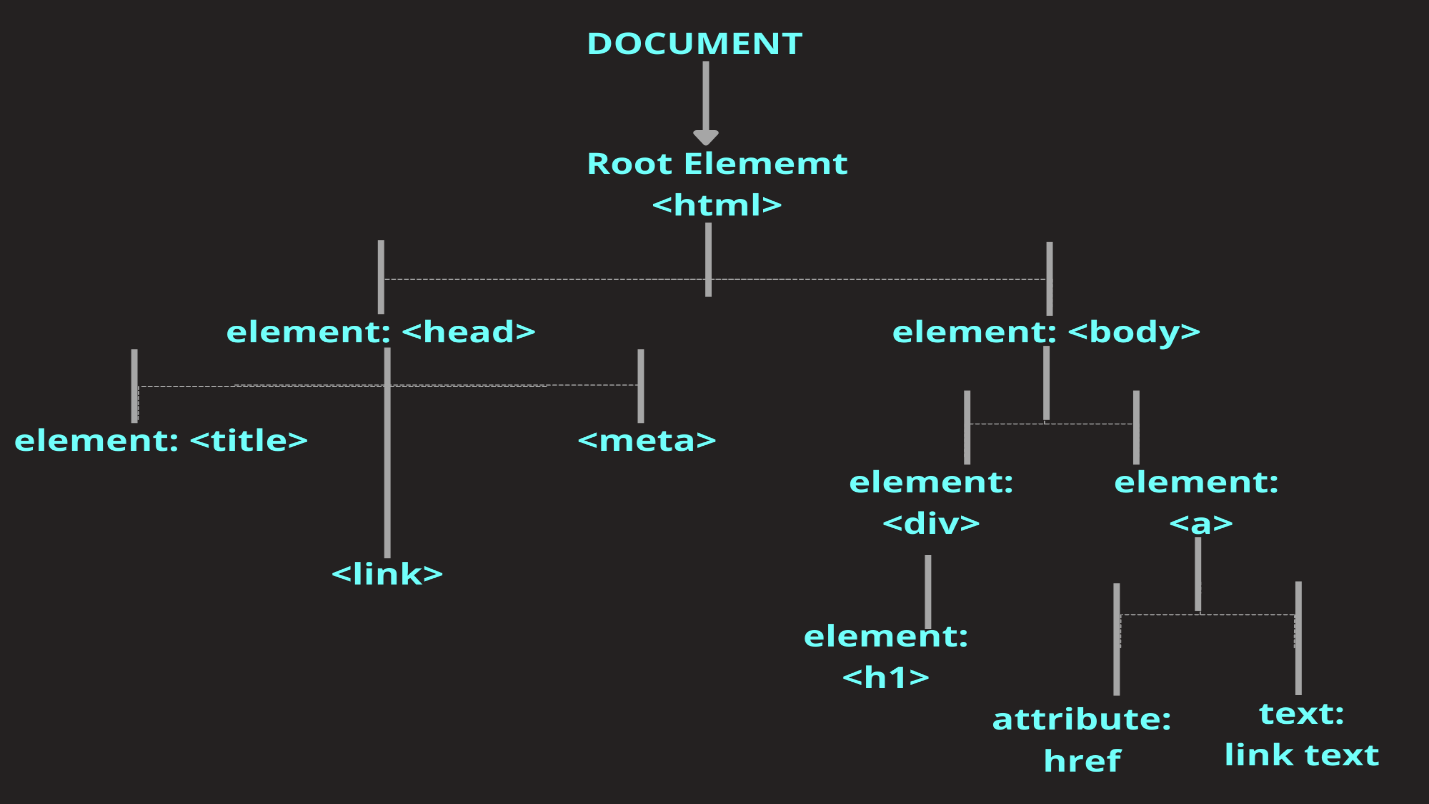 DOCUMENT
Root Elememt
<html>
element: <head>
element: <body>
element: <title>
<meta>
element:
<div>
element:
<a>
<link>
element:
<h1>
attribute:
href
text:
link text